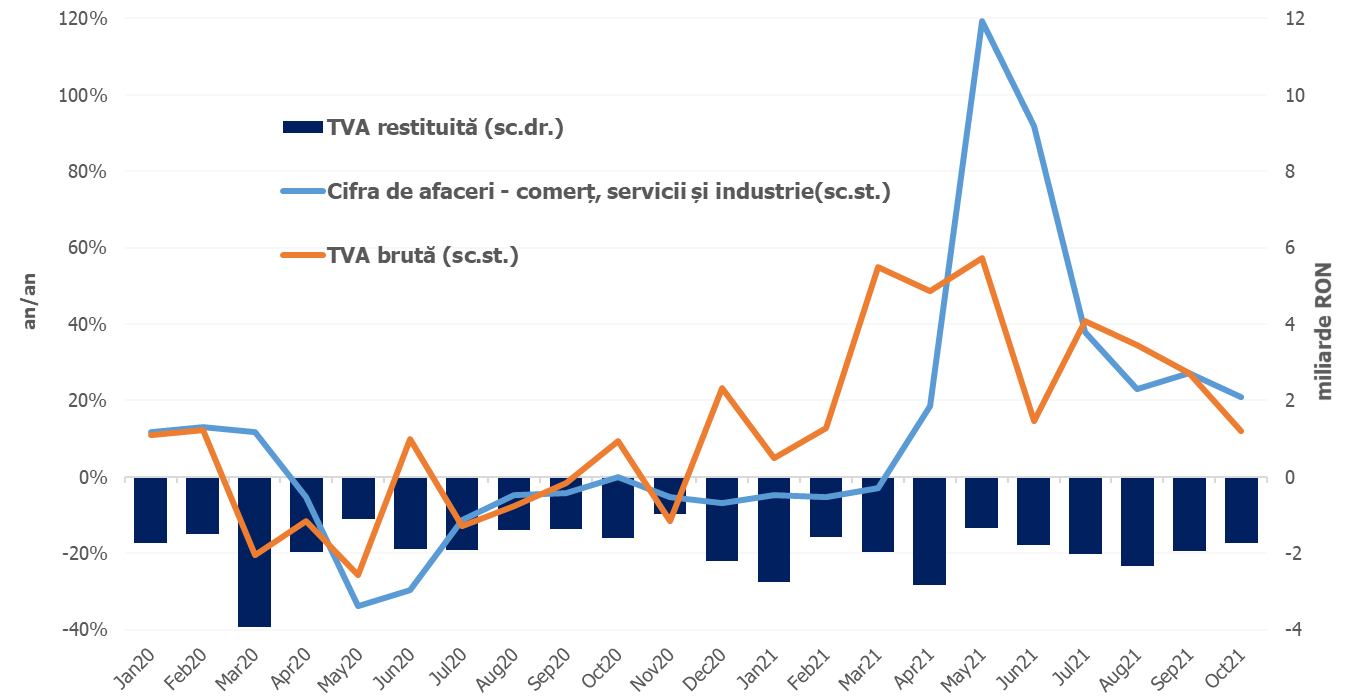 120%
100%
80%
60%
40%
20%
0%
-20%
-40%
an/an
TVA restituită (sc.dr.)
Cifra de afaceri - comerț, servicii și industrie(sc.st.)
TVA brută (sc.st.)
12
10
8
6
4
2
0
-2
-4
miliarde RON
Jan20
Feb20
Mar20
Apr20
May20
Jun20
Jul20
Aug20
Sep20
Oct20
Nov20
Dec20
Jan21
Feb21
Mar21
Apr21
May21
Jun21
Jul21
Aug21
Sep21
Oct21